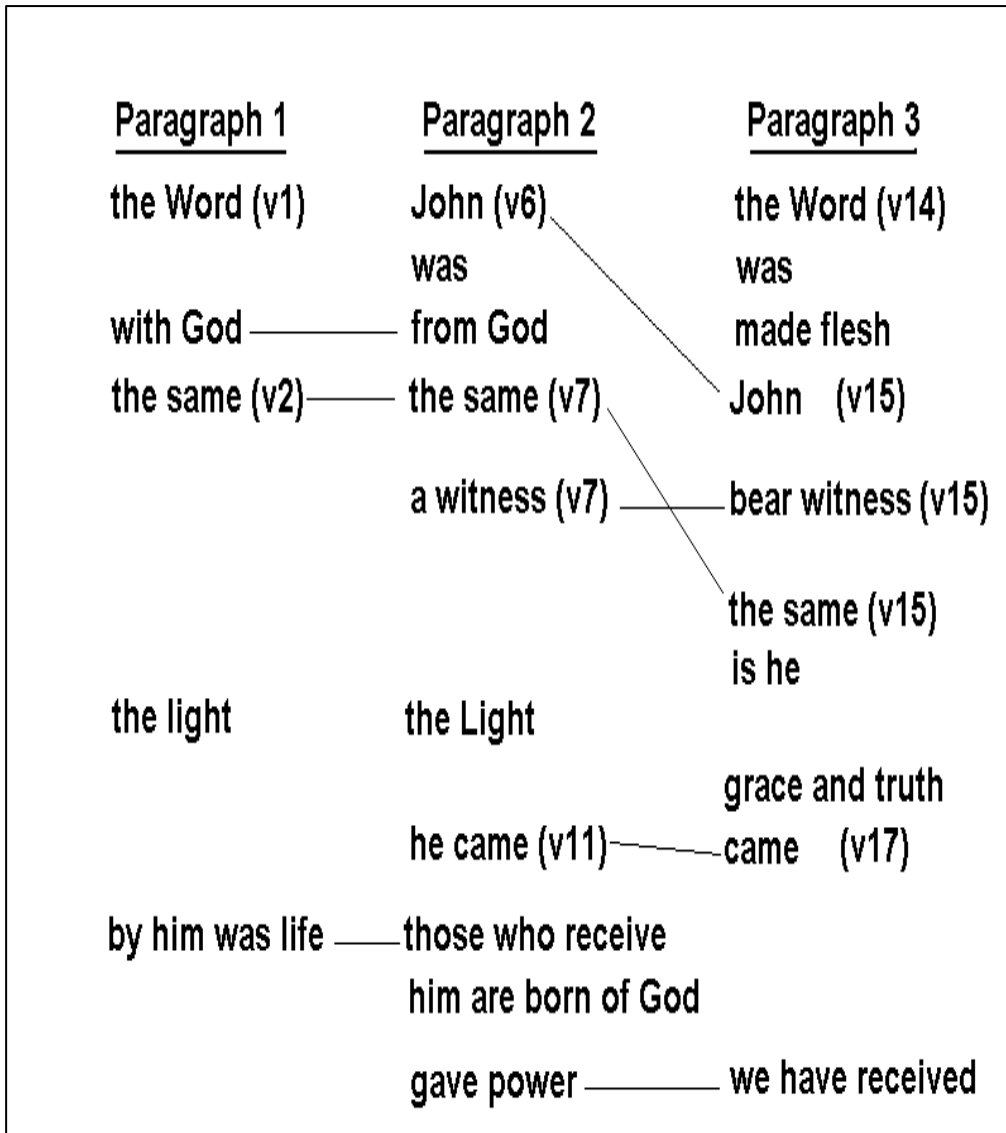 Paragraph 1 Paragraph 2 Paragraph 3
the Word (v1) John (v6) the Word (v14)
was was
with God from God made flesh
the same (v2) the same (v7) John (v15)
a witness (v7) bear witness (v15)
the same (v15)
is he
the light the Light
grace and truth
he came (v11) came (v17)
by him was life those who receive
him are born of God
gave power we have received